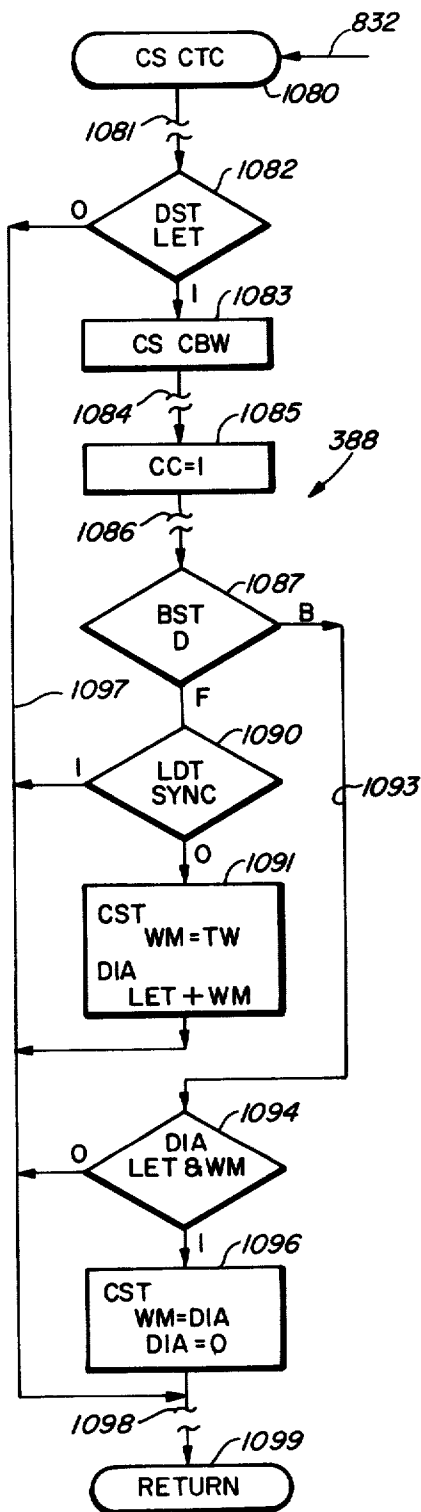 832
CS CTC
1080
1081
1082
0
DST
LET
1
1083
CS CBW
1084
1085
CC=1
388
1086
1087
BST
D
B
1097
F
1090
1
LDT
SYNC
1093
0
1091
CST
WM=TW
DIA
LET + WM
1094
0
DIA
LET & WM
1
1096
CST
WM=DIA
DIA=0
1098
1099
RETURN